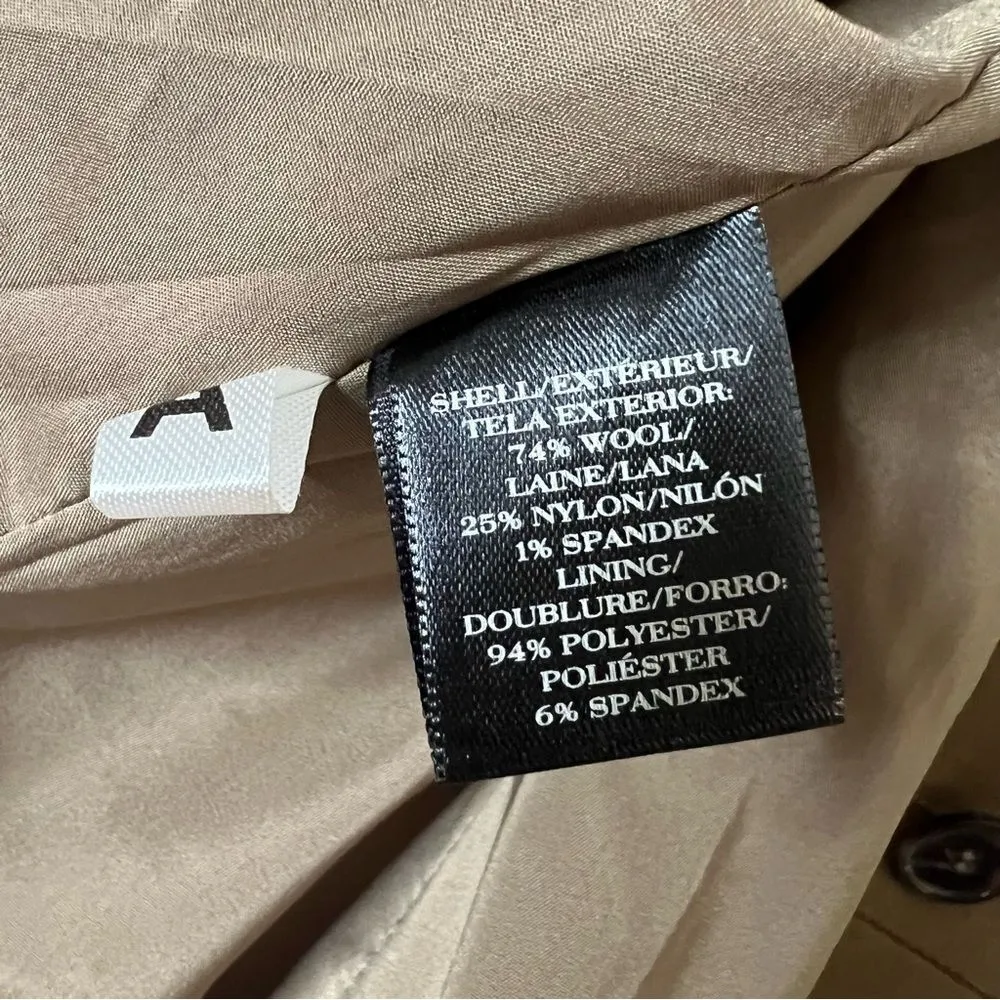 A
SHELL/EXTÉRIEUR/
TELA EXTERIOR:
74% WOOL/
LAINE/LANA
25% NYLON/NILÓN
1% SPANDEX
LINING/
DOUBLURE/FORRO:
94% POLYESTER/
POLIÉSTER
6% SPANDEX